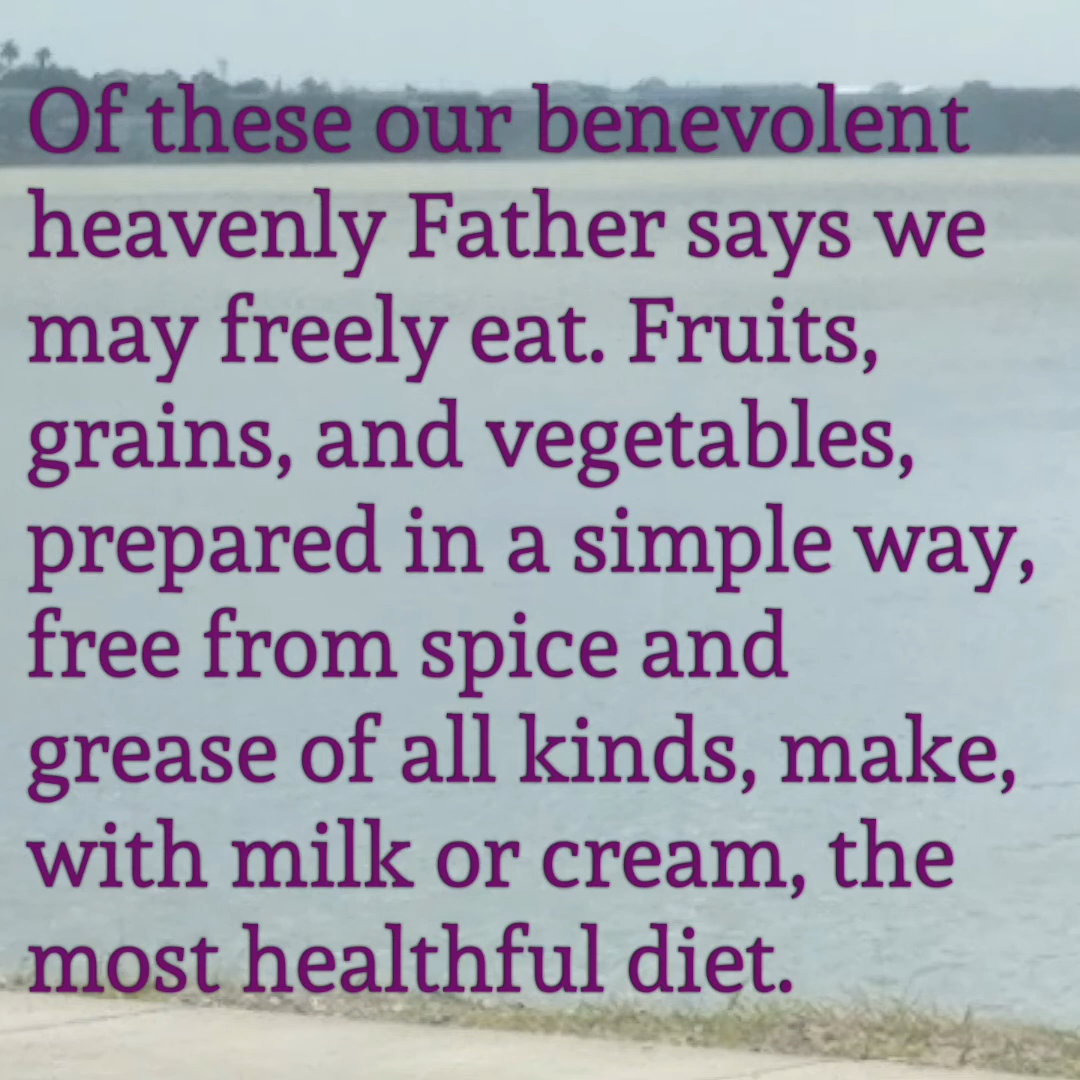 Of these our benevolent
heavenly Father says we
may freely eat. Fruits,
grains, and vegetables,
prepared in a simple way,
free from spice and
grease of all kinds, make,
with milk or cream, the
most healthful diet.